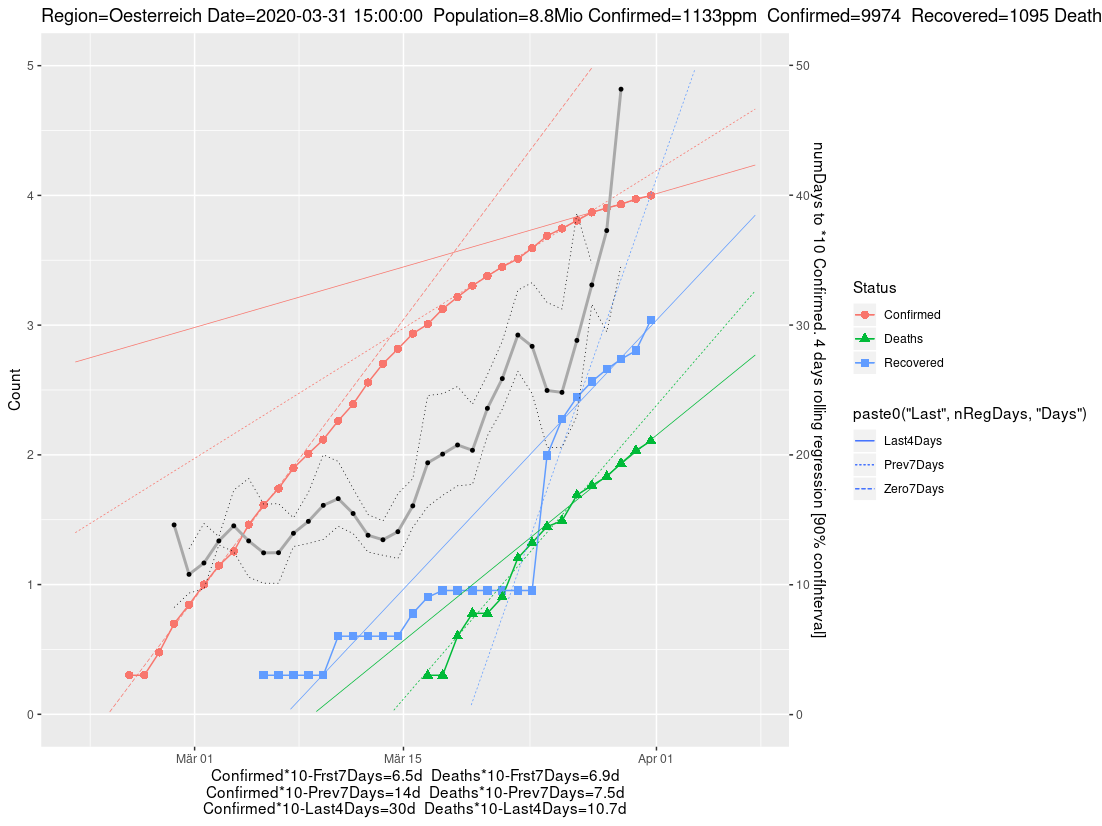 Region=Oesterreich Date=2020-03-31 15:00:00 Population=8.8Mio Confirmed=1133ppm Confirmed=9974 Recovered=1095 Death
5
4
3
2
1
0
Count
50
40
30
20
10
0
numDays to *10 Confirmed. 4 days rolling regression [90% confInterval]
Mär 01
Mär 15
Apr 01
Confirmed*10-Frst7Days=6.5d Deaths*10-Frst7Days=6.9d
Confirmed*10-Prev7Days=14d Deaths*10-Prev7Days=7.5d
Confirmed*10-Last4Days=30d Deaths*10-Last4Days=10.7d
Status
Confirmed
Deaths
Recovered
paste0("Last", nRegDays, "Days")
Last4Days
Prev7Days
Zero7Days